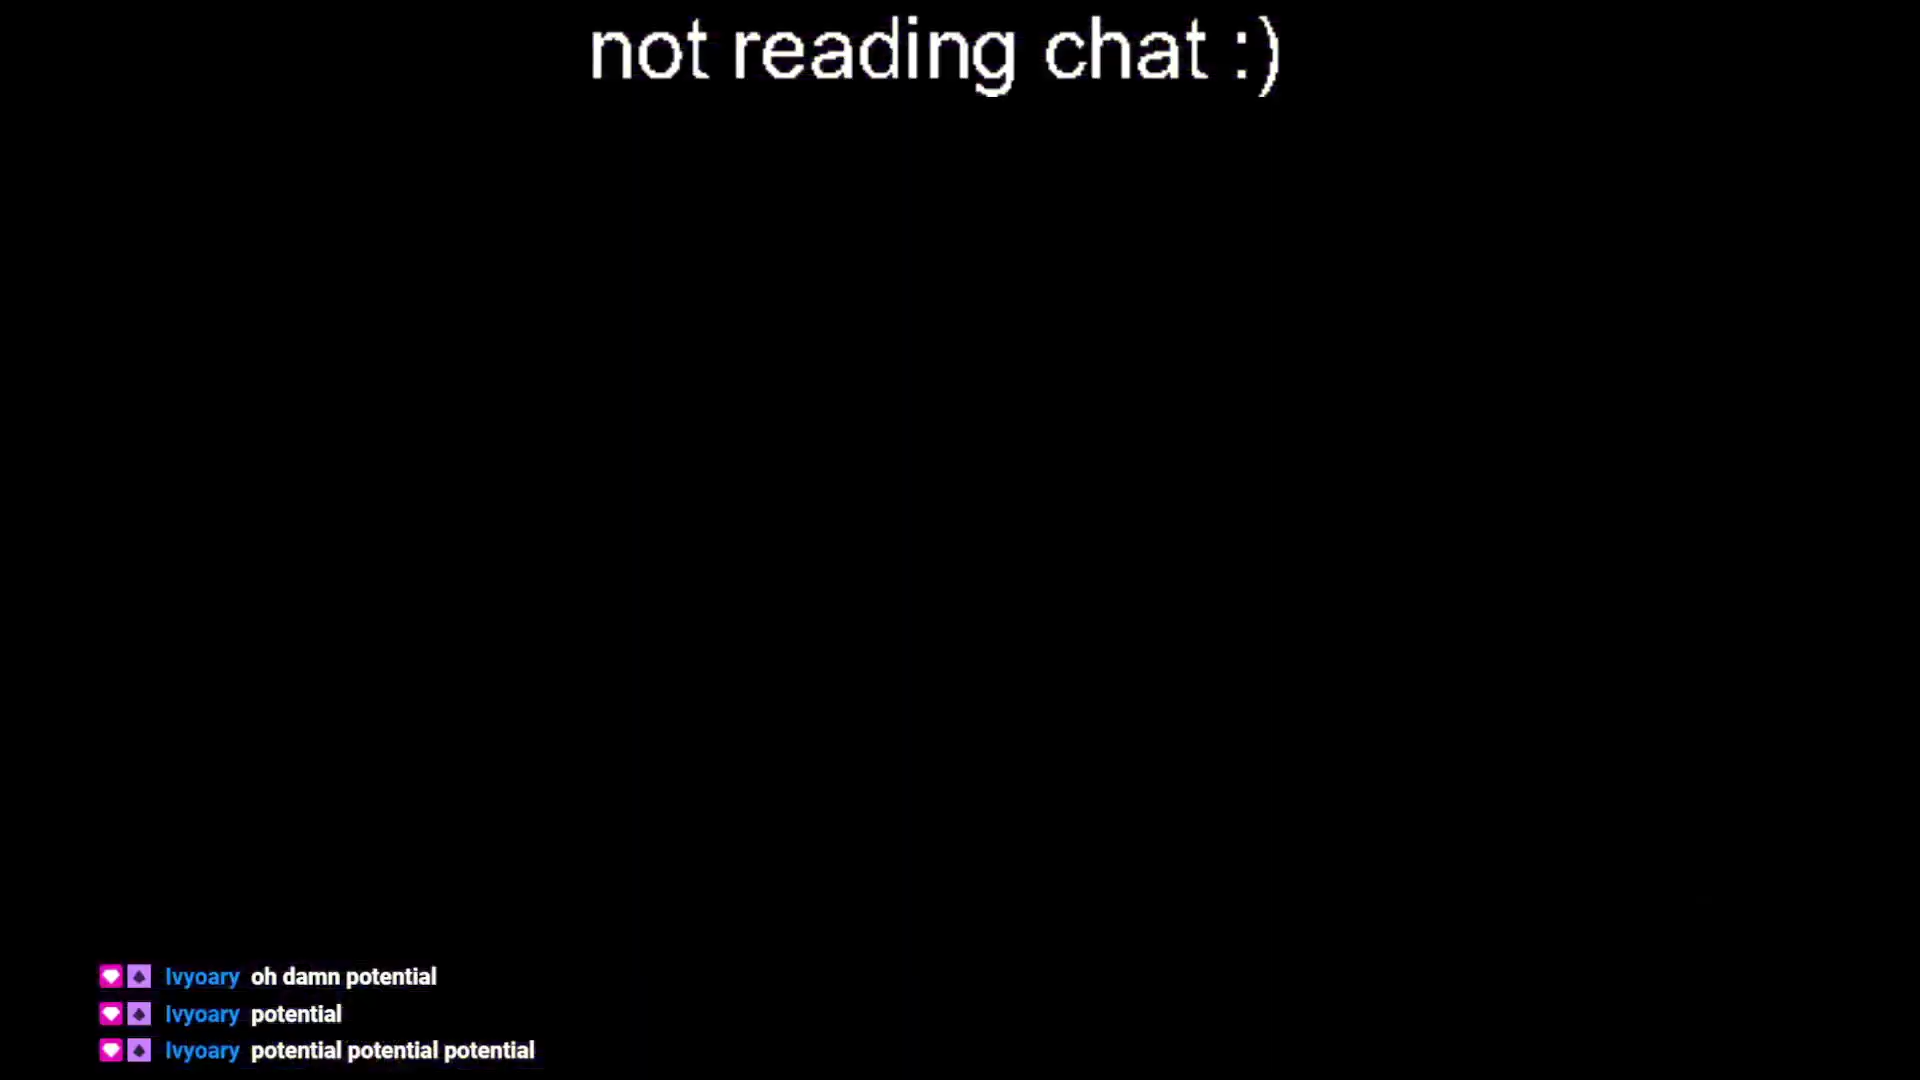 not reading chat :)
Ivyoary oh damn potential
Ivyoary potential
Ivyoary potential potential potential